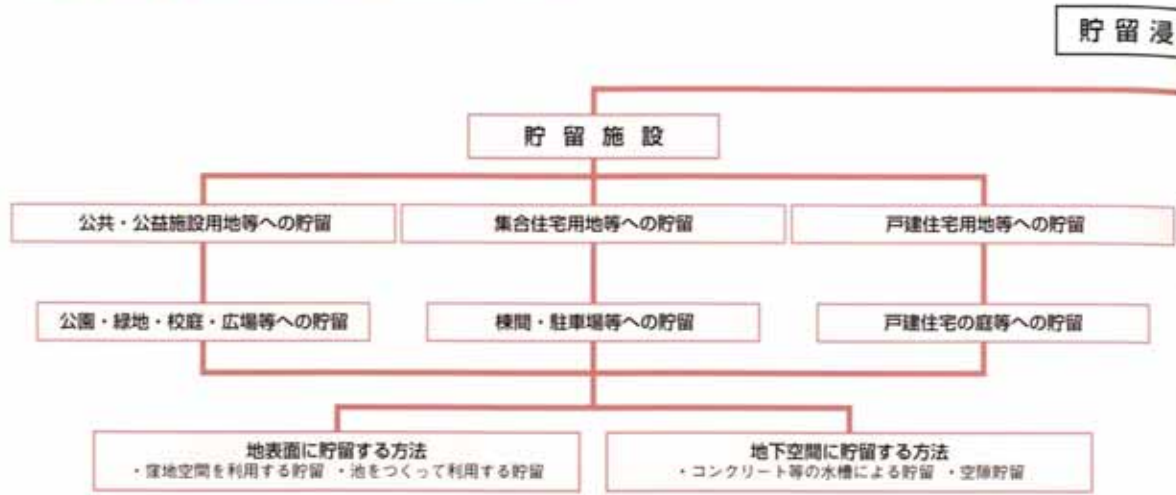 貯留浸
貯留施設
公共・公益施設用地等への貯留
集合住宅用地等への貯留
戸建住宅用地等への貯留
公園・緑地・校庭・広場等への貯留
棟間・駐車場等への貯留
戸建住宅の庭等への貯留
地表面に貯留する方法
・窪地空間を利用する貯留 ・池をつくって利用する貯留
地下空間に貯留する方法
・コンクリート等の水槽による貯留 ・空隙貯留